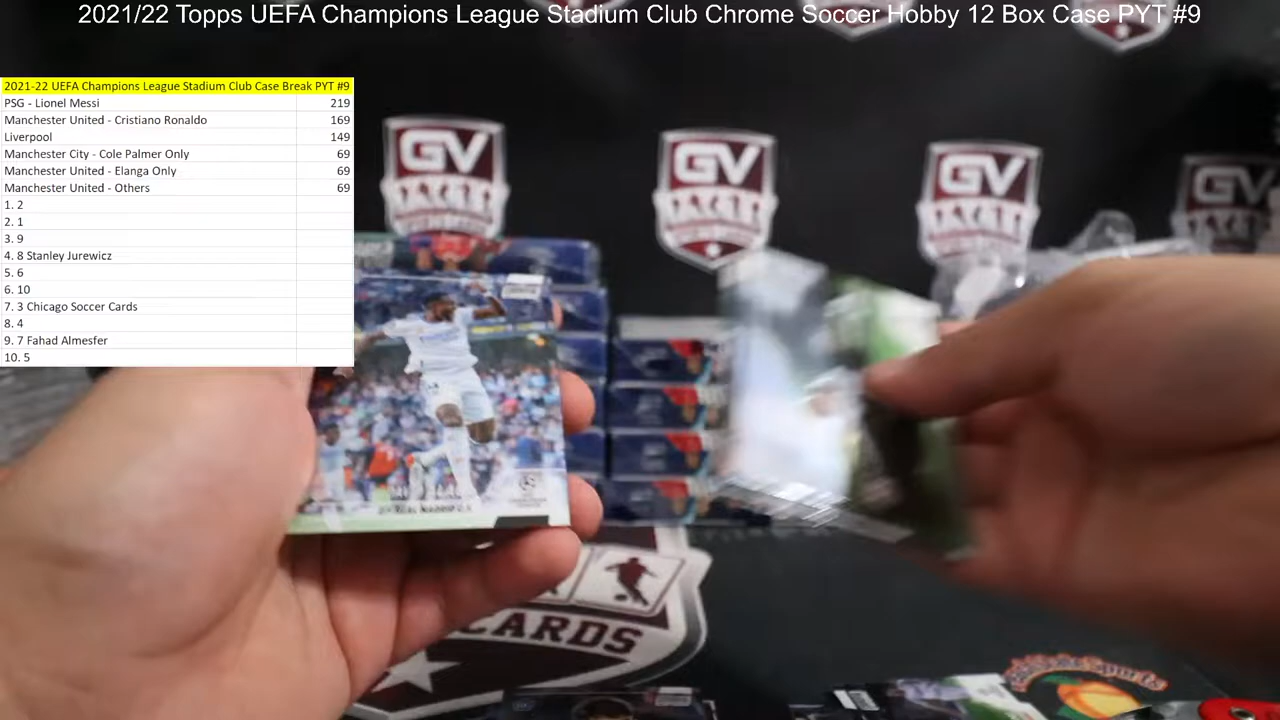 2021/22 Topps UEFA Champions League Stadium Club Chrome Soccer Hobby 12 Box Case PYT #9
2021-22 UEFA Champions League Stadium Club Case Break PYT #9
PSG - Lionel Messi 219
Manchester United - Cristiano Ronaldo 169
Liverpool 149
Manchester City - Cole Palmer Only 69
Manchester United - Elanga Only 69
Manchester United - Others 69
1. 2
2. 1
3. 9
4. 8 Stanley Jurewicz
5. 6
6. 10
7. 3 Chicago Soccer Cards
8. 4
9. 7 Fahad Almesfer
10. 5
GV
GV
GV
GV
CARDS